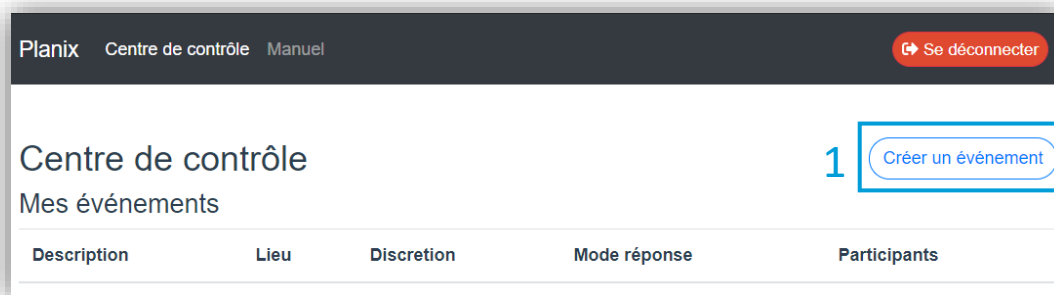 Planix Centre de contrôle Manuel Se déconnecter
Centre de contrôle 1 Créer un événement
Mes événements
Description Lieu Discretion Mode réponse Participants